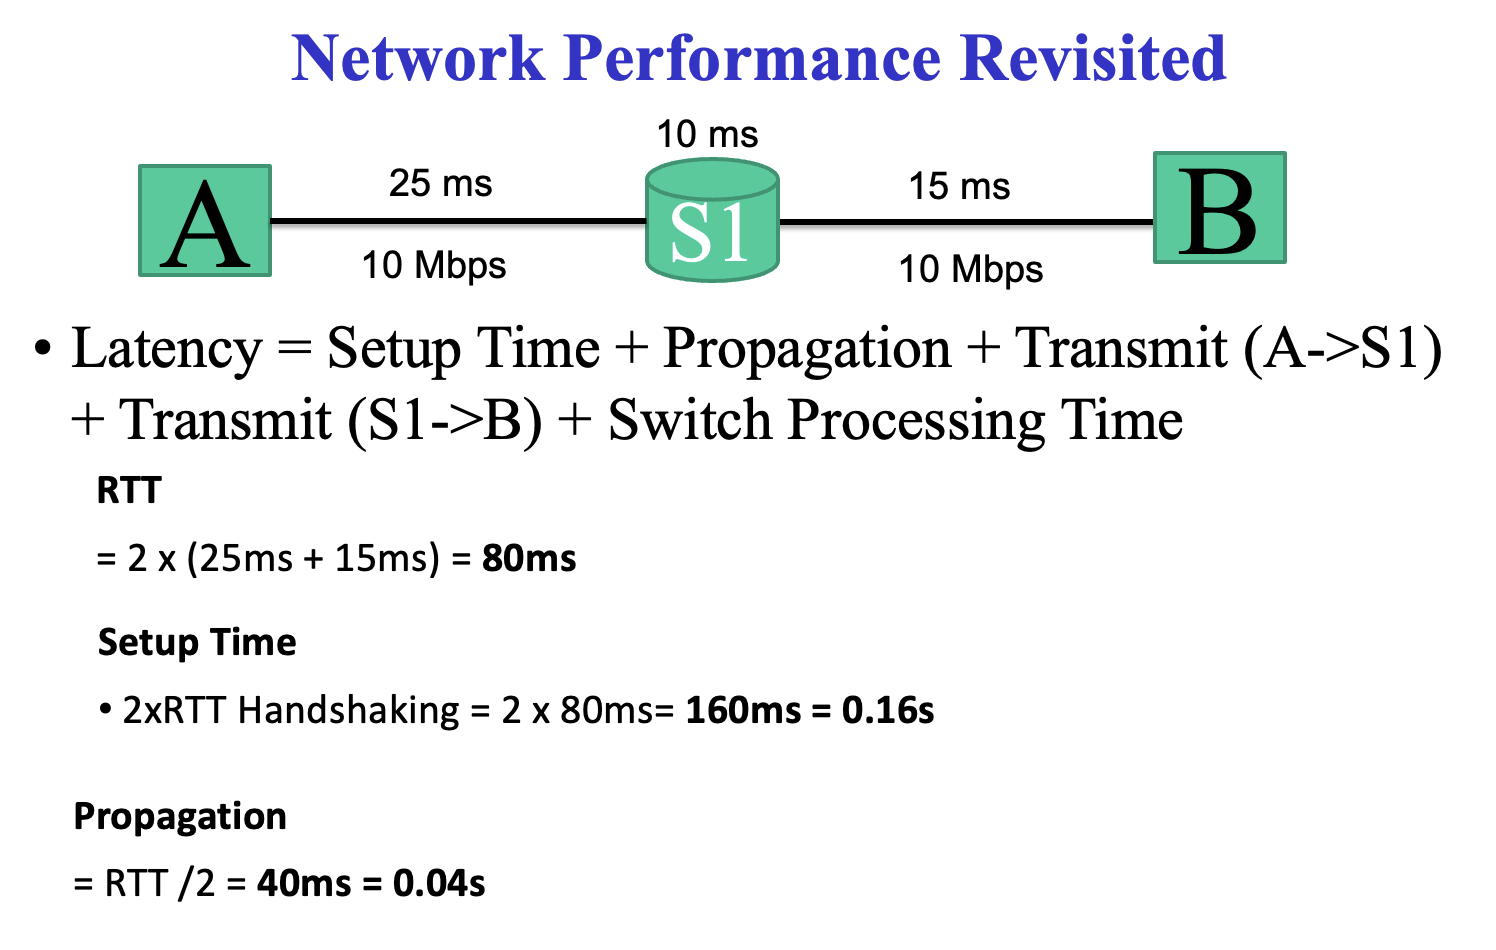 Network Performance Revisited
10 ms
25 ms
15 ms
A
S1
B
10 Mbps
10 Mbps
• Latency = Setup Time + Propagation + Transmit (A->S1)
+ Transmit (S1->B) + Switch Processing Time
RTT
= 2 x (25ms + 15ms) = 80ms
Setup Time
• 2xRTT Handshaking = 2 x 80ms= 160ms = 0.16s
Propagation
= RTT /2 = 40ms = 0.04s